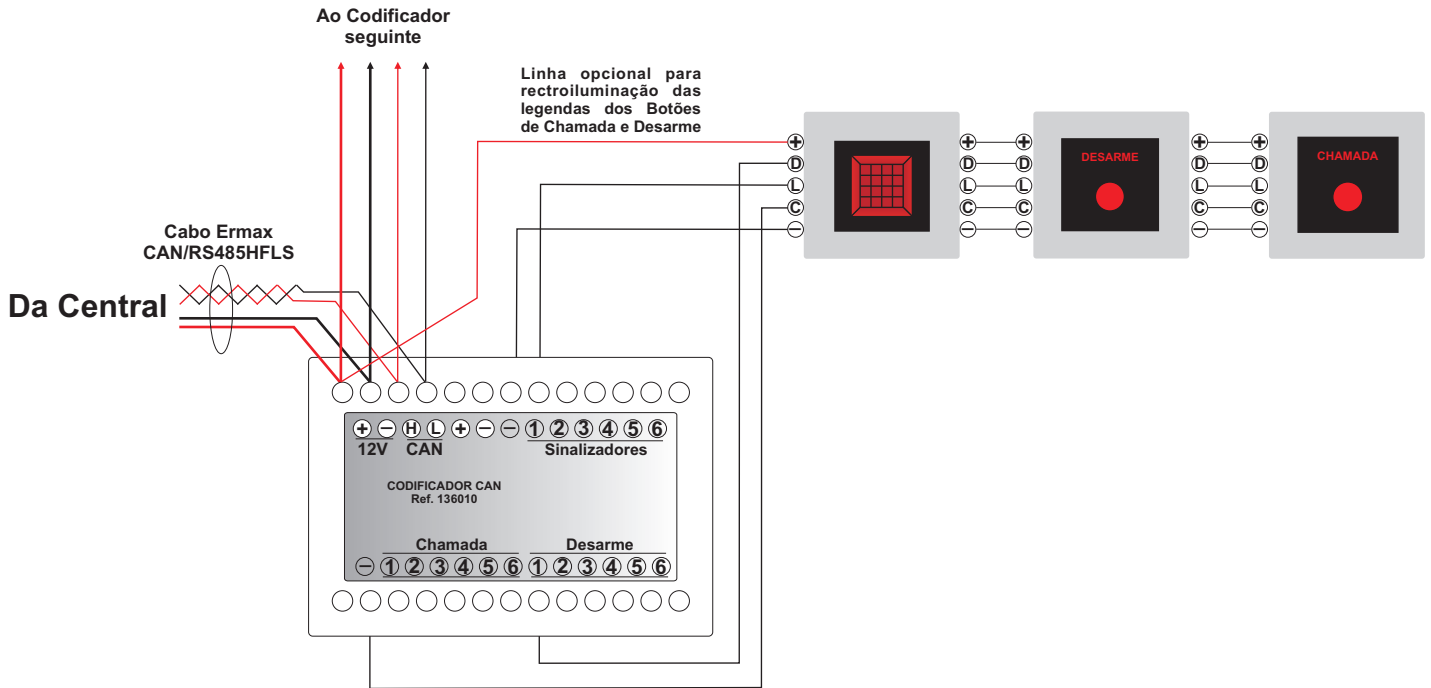 Ao Codificador
seguinte
Linha opcional para
rectroiluminação das
legendas dos Botões
de Chamada e Desarme
Cabo Ermax
CAN/RS485HFLS
Da Central
+ + + + +
D D D D D
L L L L L
C C C C C
− − − − −
DESARME
CHAMADA
+ − H L + − − 1 2 3 4 5 6
12V CAN Sinalizadores
CODIFICADOR CAN
Ref. 136010
Chamada Desarme
− 1 2 3 4 5 6 1 2 3 4 5 6